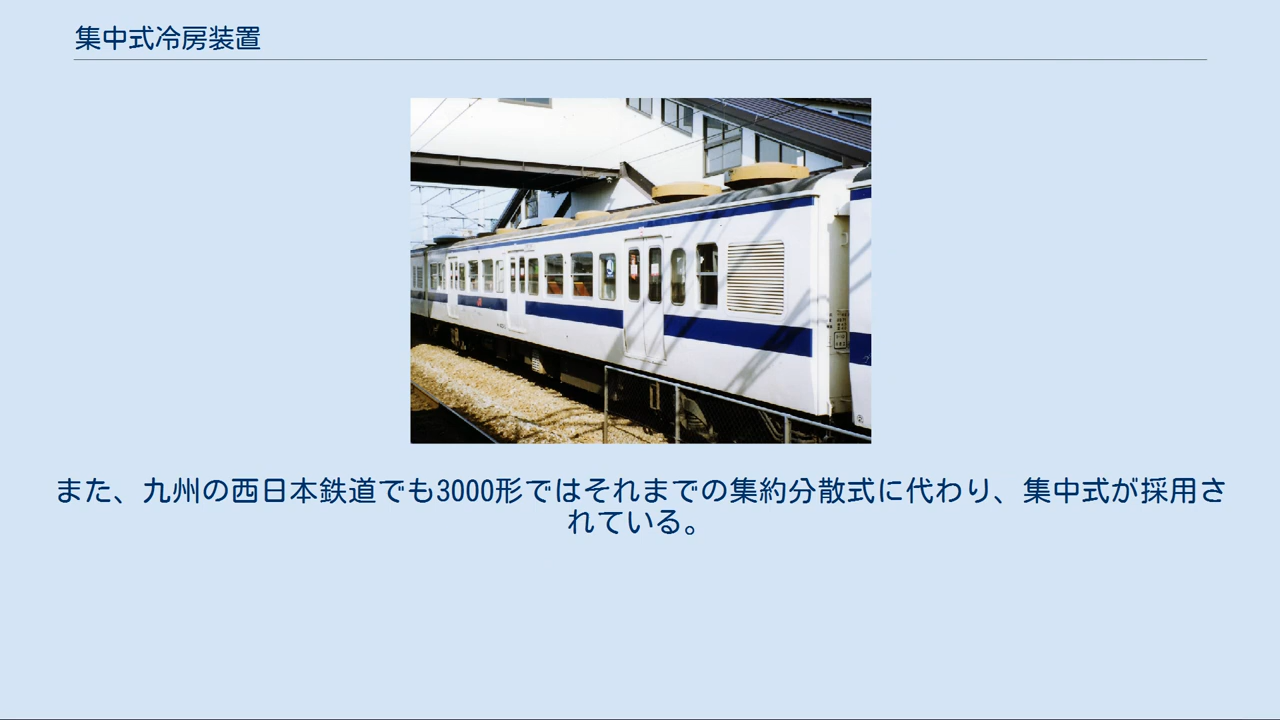 集中式冷房装置
また、九州の西日本鉄道でも3000形ではそれまでの集約分散式に代わり、集中式が採用さ
れている。